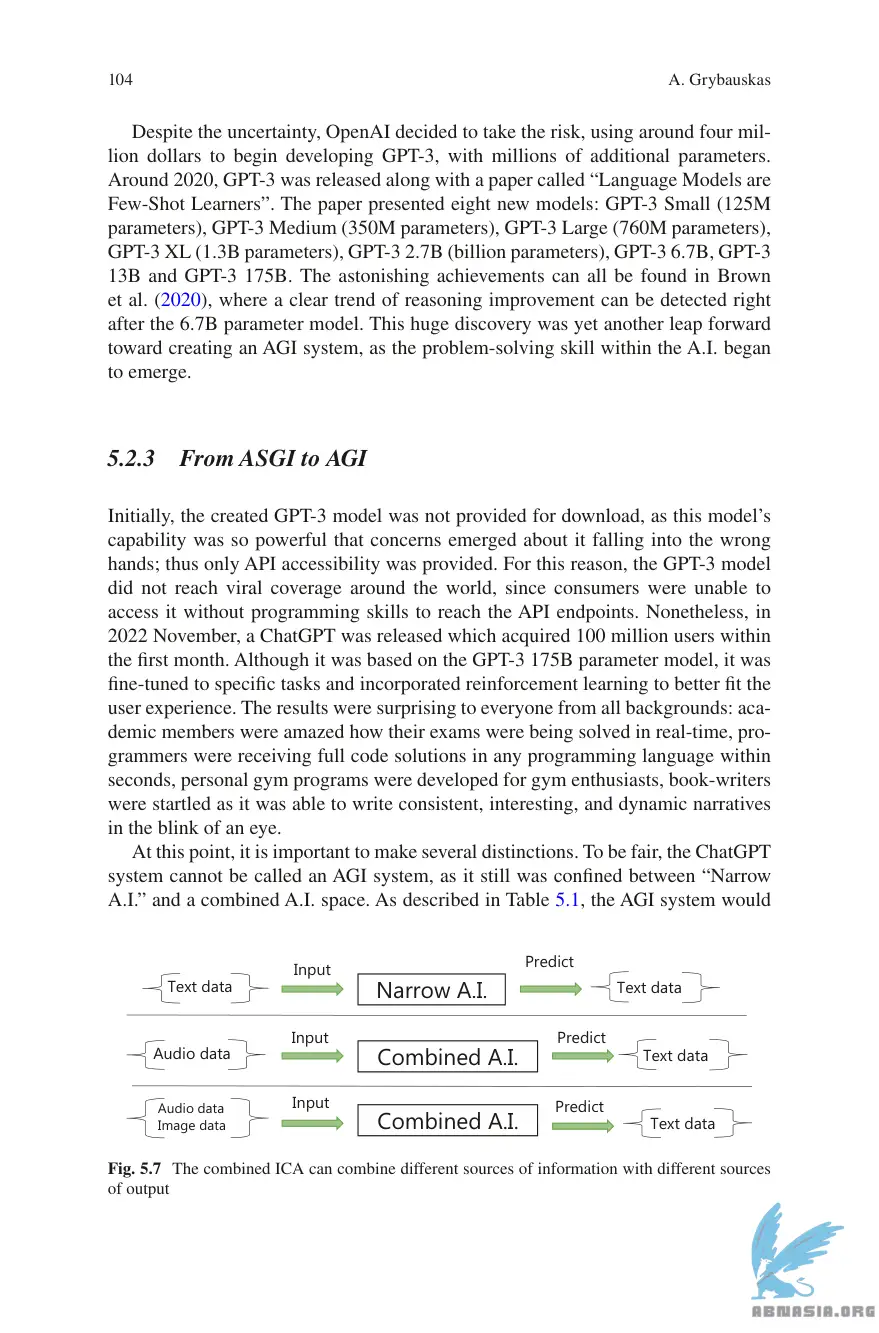 104
A. Grybauskas
Despite the uncertainty, OpenAI decided to take the risk, using around four mil-
lion dollars to begin developing GPT-3, with millions of additional parameters.
Around 2020, GPT-3 was released along with a paper called “Language Models are
Few-Shot Learners”. The paper presented eight new models: GPT-3 Small (125M
parameters), GPT-3 Medium (350M parameters), GPT-3 Large (760M parameters),
GPT-3 XL (1.3B parameters), GPT-3 2.7B (billion parameters), GPT-3 6.7B, GPT-3
13B and GPT-3 175B. The astonishing achievements can all be found in Brown
et al. (2020), where a clear trend of reasoning improvement can be detected right
after the 6.7B parameter model. This huge discovery was yet another leap forward
toward creating an AGI system, as the problem-solving skill within the A.I. began
to emerge.
5.2.3 From ASGI to AGI
Initially, the created GPT-3 model was not provided for download, as this model’s
capability was so powerful that concerns emerged about it falling into the wrong
hands; thus only API accessibility was provided. For this reason, the GPT-3 model
did not reach viral coverage around the world, since consumers were unable to
access it without programming skills to reach the API endpoints. Nonetheless, in
2022 November, a ChatGPT was released which acquired 100 million users within
the first month. Although it was based on the GPT-3 175B parameter model, it was
fine-tuned to specific tasks and incorporated reinforcement learning to better fit the
user experience. The results were surprising to everyone from all backgrounds: aca-
demic members were amazed how their exams were being solved in real-time, pro-
grammers were receiving full code solutions in any programming language within
seconds, personal gym programs were developed for gym enthusiasts, book-writers
were startled as it was able to write consistent, interesting, and dynamic narratives
in the blink of an eye.
At this point, it is important to make several distinctions. To be fair, the ChatGPT
system cannot be called an AGI system, as it still was confined between “Narrow
A.I.” and a combined A.I. space. As described in Table 5.1, the AGI system would
Text data
Input
Narrow A.I.
Predict
Text data
Audio data
Input
Combined A.I.
Predict
Text data
Audio data
Image data
Input
Combined A.I.
Predict
Text data
Fig. 5.7 The combined ICA can combine different sources of information with different sources
of output
ABNASIA.ORG